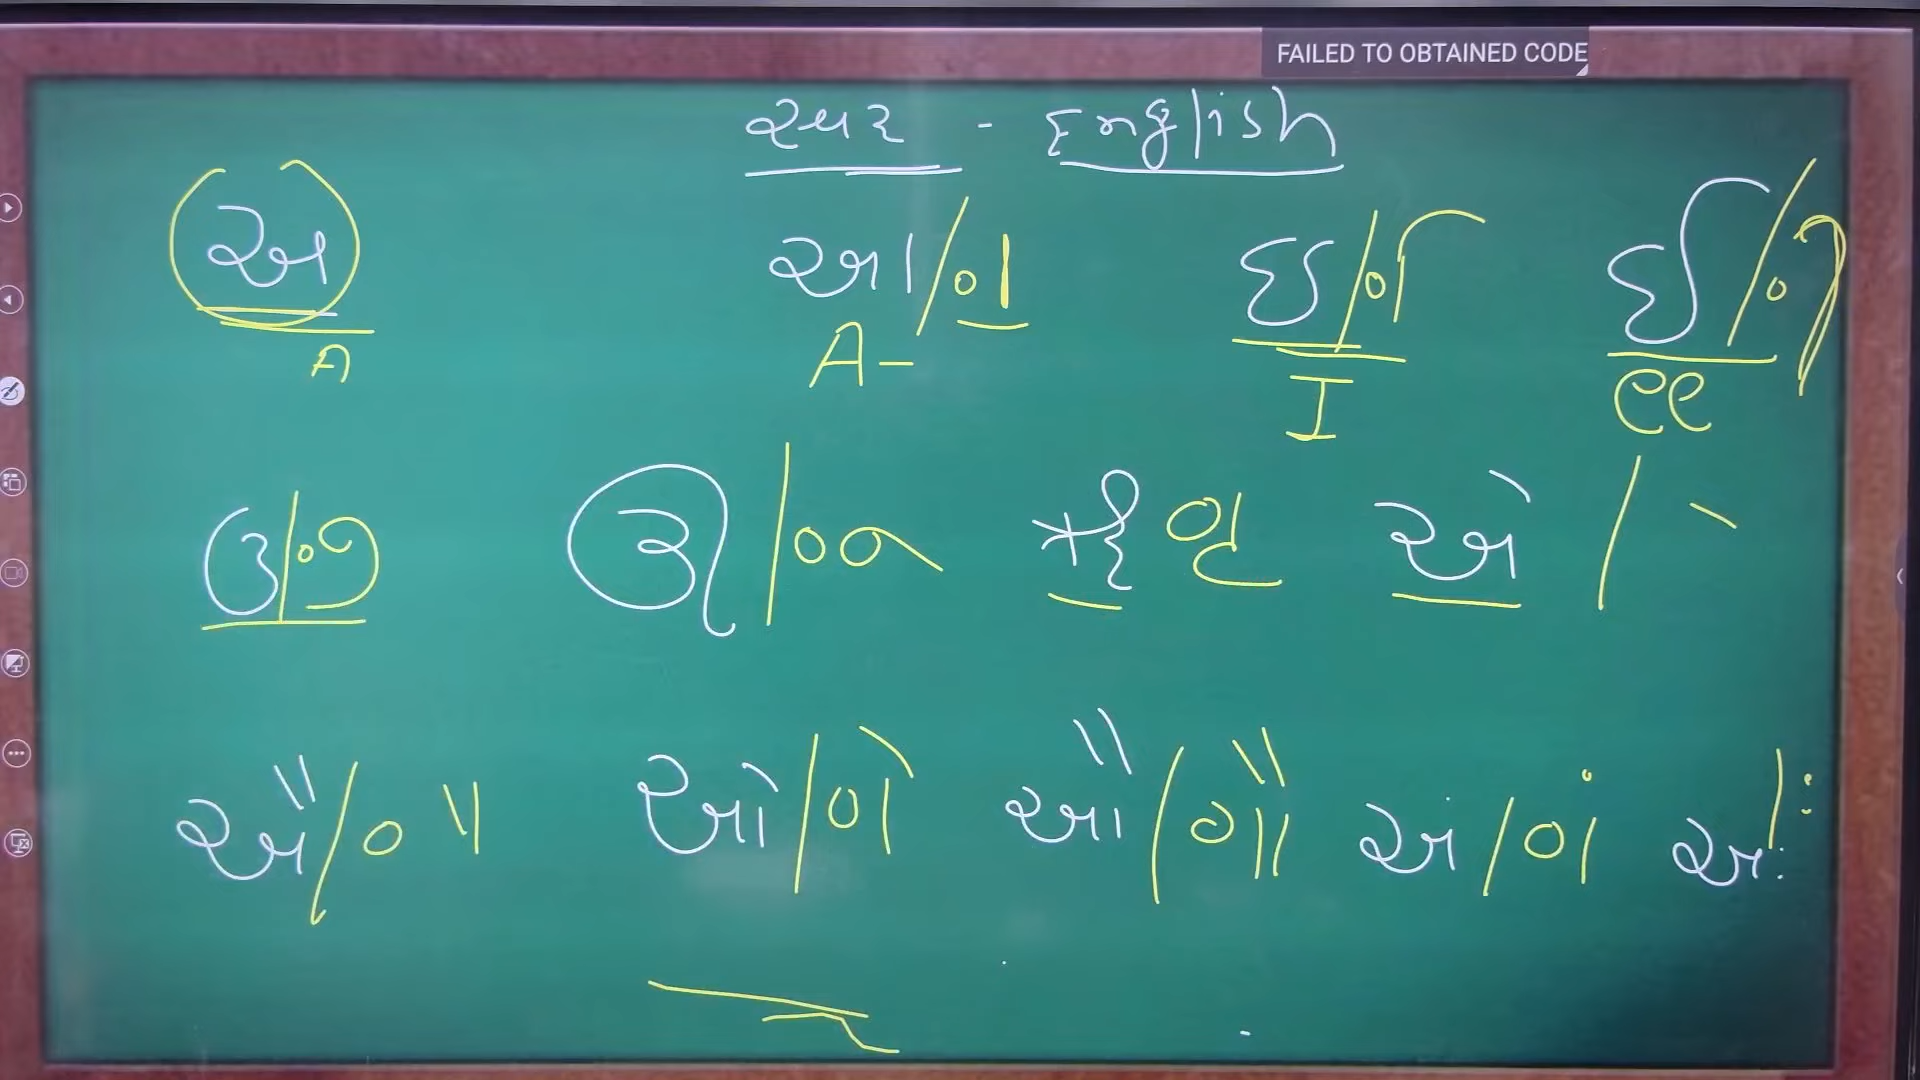 FAILED TO OBTAINED CODE
સ્વર - English
અ આ/ા ઇ/િ ઈ/ી
A A- I ee
ઉ/ુ ઊ/ૂ ઋ ૃ એ/ે
ઐ/ૈ ઓ/ો ઔ/ૌ અં/ં અઃ/ઃ